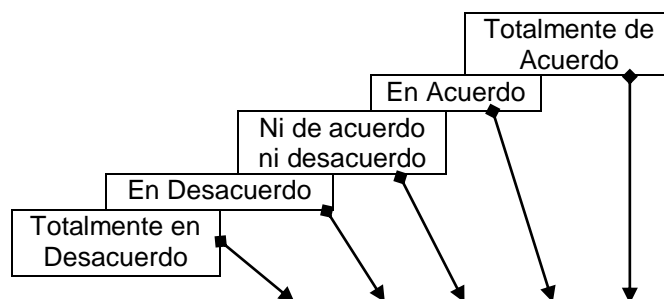 Totalmente de
Acuerdo
En Acuerdo
Ni de acuerdo
ni desacuerdo
En Desacuerdo
Totalmente en
Desacuerdo